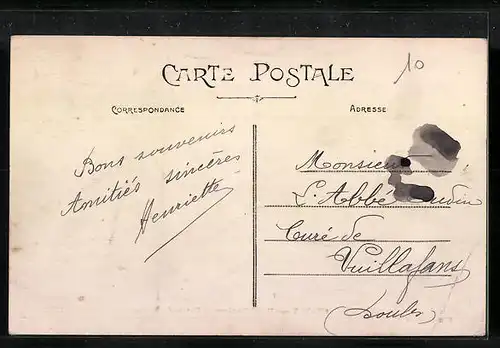 10
CARTE POSTALE
CORRESPONDANCE
ADRESSE
Bons souvenirs
Amitiés sincères
Henriette
Monsieur
L'Abbé
Curé de
Vuillafans
(Doubs)